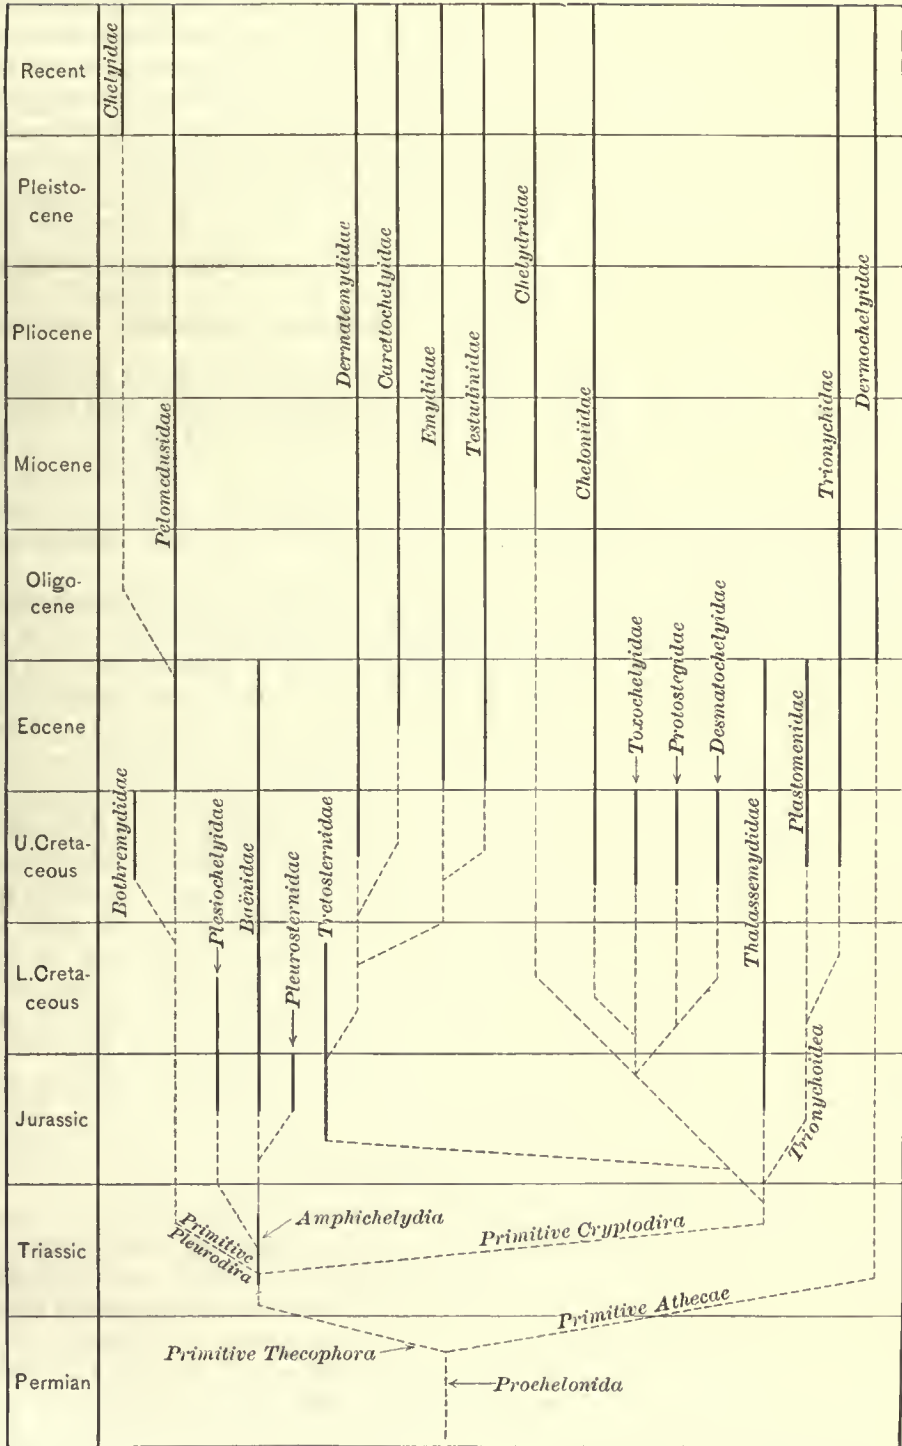 Recent
Chelyidae
Pleisto-
cene
Pliocene
Dermatemydidae
Carettochelyidae
Chelydridae
Dermochelyidae
Miocene
Pelomedusidae
Emydidae
Testudinidae
Cheloniidae
Trionychidae
Oligo-
cene
Eocene
Toxochelyidae
Protostegidae
Desmatochelyidae
Plastomenidae
U.Creta-
ceous
Bothremydidae
Plesiochelyidae
Baënidae
Pleurosternidae
Tretosternidae
Thalassemydidae
L.Creta-
ceous
Jurassic
Trionychoidea
Triassic
Primitive
Pleurodira
Amphichelydia
Primitive Cryptodira
Primitive Athecae
Permian
Primitive Thecophora
Prochelonida